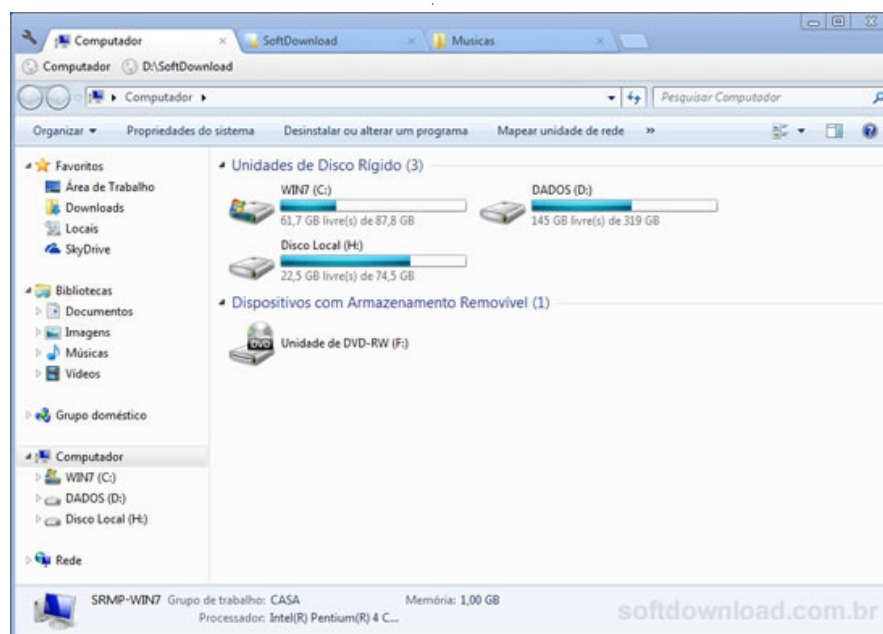 Computador
SoftDownload
Musicas
Computador D:\SoftDownload
Computador
Pesquisar Computador
Organizar
Propriedades do sistema
Desinstalar ou alterar um programa
Mapear unidade de rede
»
Favoritos
Área de Trabalho
Downloads
Locais
SkyDrive
Bibliotecas
Documentos
Imagens
Músicas
Vídeos
Grupo doméstico
Computador
WIN7 (C:)
DADOS (D:)
Disco Local (H:)
Rede
Unidades de Disco Rígido (3)
WIN7 (C:)
61,7 GB livre(s) de 87,8 GB
DADOS (D:)
145 GB livre(s) de 319 GB
Disco Local (H:)
22,5 GB livre(s) de 74,5 GB
Dispositivos com Armazenamento Removível (1)
DVD
Unidade de DVD-RW (F:)
SRMP-WIN7 Grupo de trabalho: CASA Memória: 1,00 GB
Processador: Intel(R) Pentium(R) 4 C...
softdownload.com.br